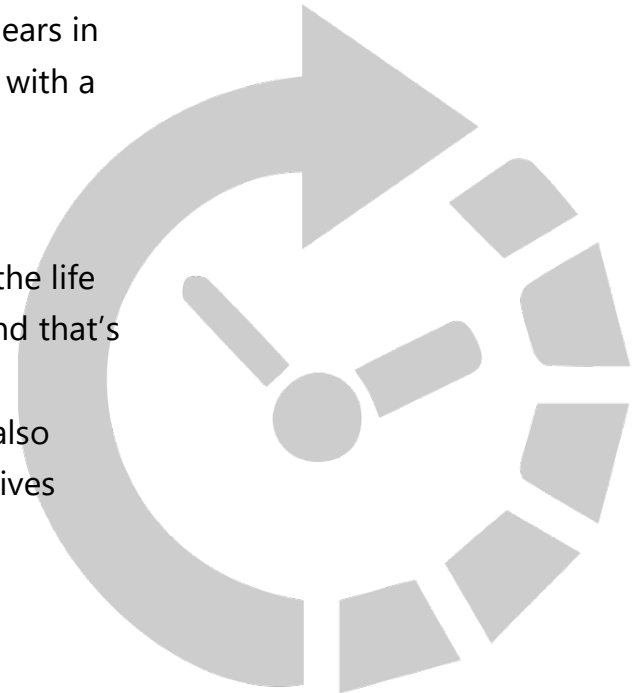 ears in
with a
the life
nd that’s
also
ives